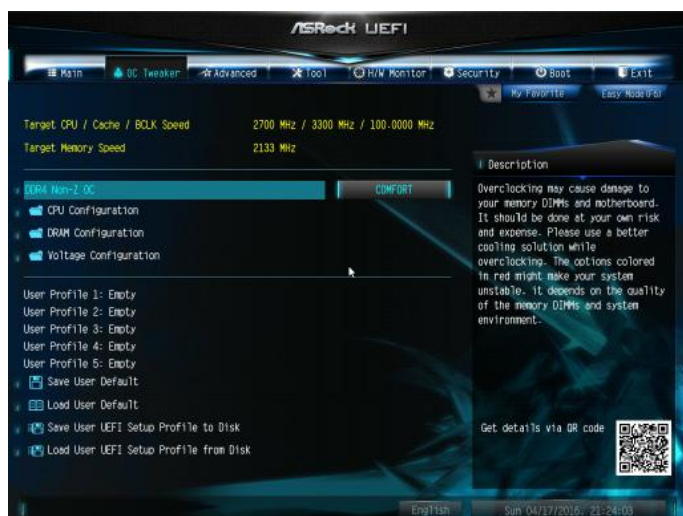 ASRock UEFI
Main OC Tweaker Advanced Tool H/W Monitor Security Boot Exit
My Favorite Easy Mode(F6)
Target CPU / Cache / BCLK Speed 2700 MHz / 3300 MHz / 100.0000 MHz
Target Memory Speed 2133 MHz
Description
DDR4 Non-Z OC COMFORT
CPU Configuration
DRAM Configuration
Voltage Configuration
Overclocking may cause damage to
your memory DIMMs and motherboard.
It should be done at your own risk
and expense. Please use a better
cooling solution while
overclocking. The options colored
in red might make your system
unstable. it depends on the quality
of the memory DIMMs and system
environment.
User Profile 1: Empty
User Profile 2: Empty
User Profile 3: Empty
User Profile 4: Empty
User Profile 5: Empty
Save User Default
Load User Default
Save User UEFI Setup Profile to Disk
Load User UEFI Setup Profile from Disk
Get details via QR code
English Sun 04/17/2016. 21:24:03